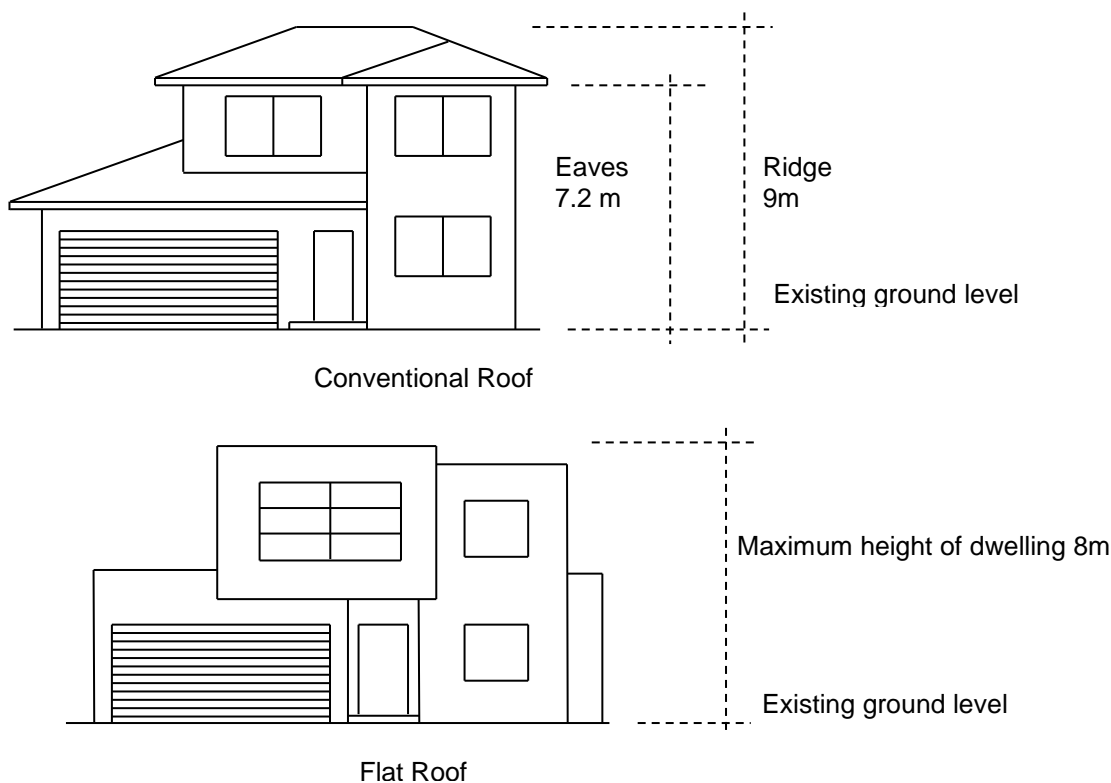 Eaves
7.2 m
Ridge
9m
Existing ground level
Conventional Roof
Maximum height of dwelling 8m
Existing ground level
Flat Roof